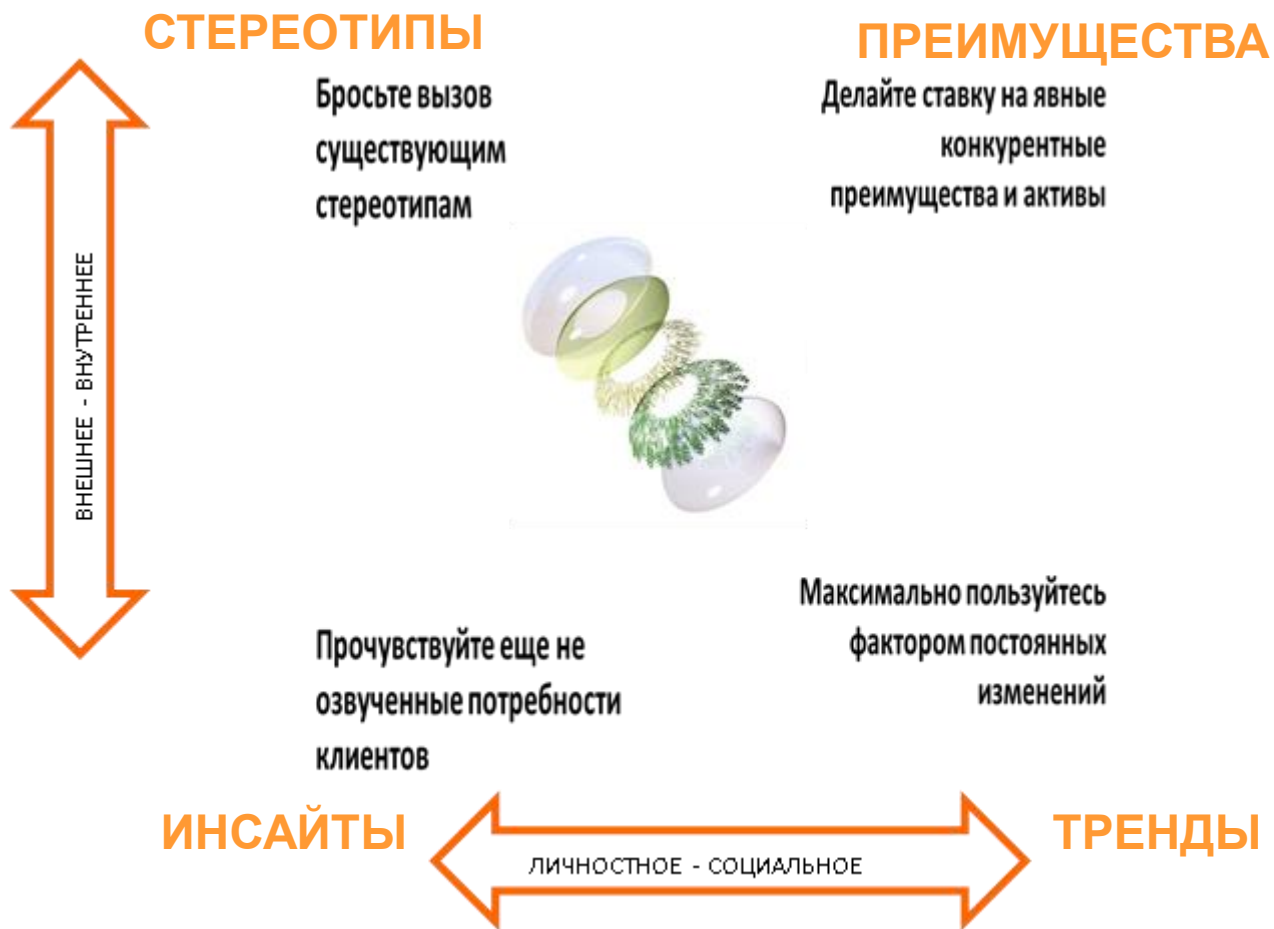 СТЕРЕОТИПЫ
ПРЕИМУЩЕСТВА
Бросьте вызов
существующим
стереотипам
Делайте ставку на явные
конкурентные
преимущества и активы
ВНЕШНЕЕ - ВНУТРЕННЕЕ
Прочувствуйте еще не
озвученные потребности
клиентов
Максимально пользуйтесь
фактором постоянных
изменений
ИНСАЙТЫ
ТРЕНДЫ
ЛИЧНОСТНОЕ - СОЦИАЛЬНОЕ